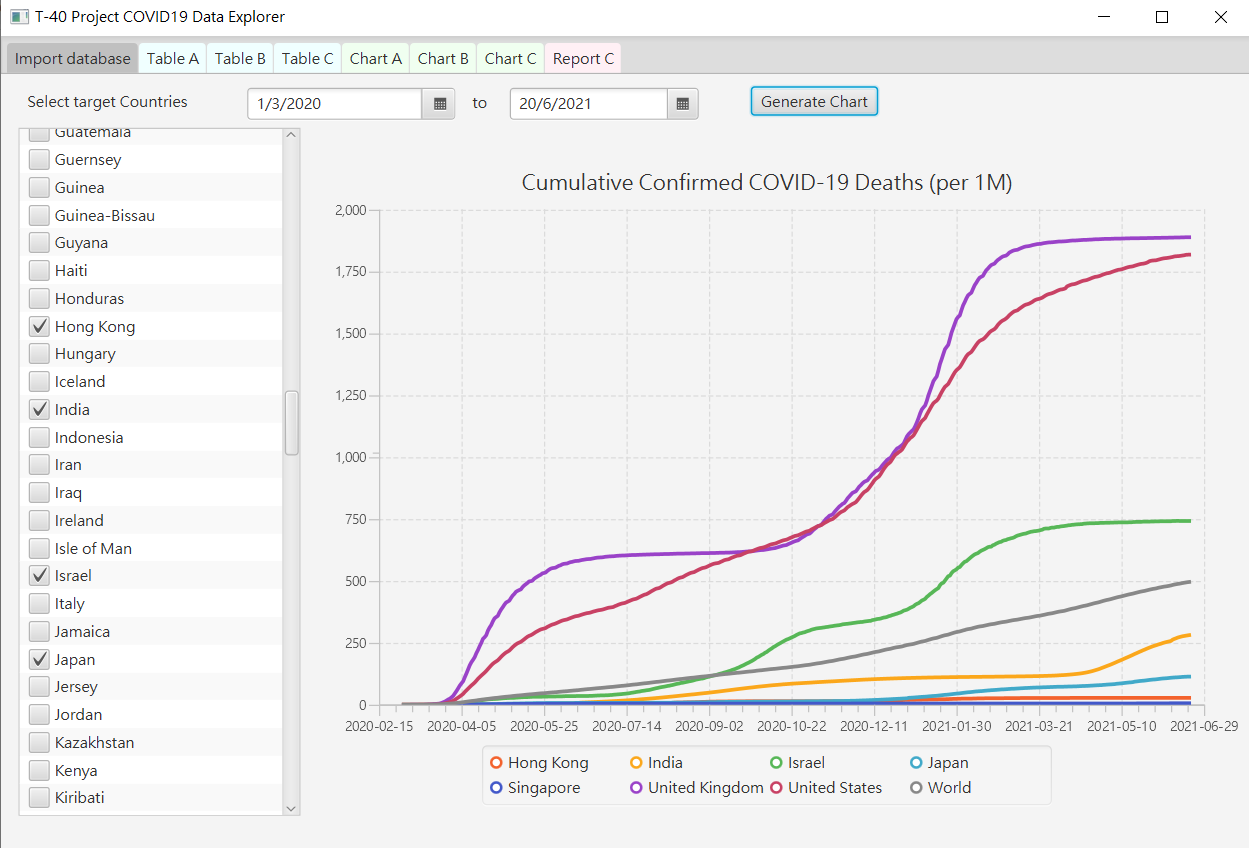 T-40 Project COVID19 Data Explorer
Import database Table A Table B Table C Chart A Chart B Chart C Report C
Select target Countries 1/3/2020 to 20/6/2021 Generate Chart
Guatemala
Guernsey
Guinea
Guinea-Bissau
Guyana
Haiti
Honduras
Hong Kong
Hungary
Iceland
India
Indonesia
Iran
Iraq
Ireland
Isle of Man
Israel
Italy
Jamaica
Japan
Jersey
Jordan
Kazakhstan
Kenya
Kiribati
Cumulative Confirmed COVID-19 Deaths (per 1M)
2,000
1,750
1,500
1,250
1,000
750
500
250
0
2020-02-15 2020-04-05 2020-05-25 2020-07-14 2020-09-02 2020-10-22 2020-12-11 2021-01-30 2021-03-21 2021-05-10 2021-06-29
Hong Kong India Israel Japan
Singapore United Kingdom United States World